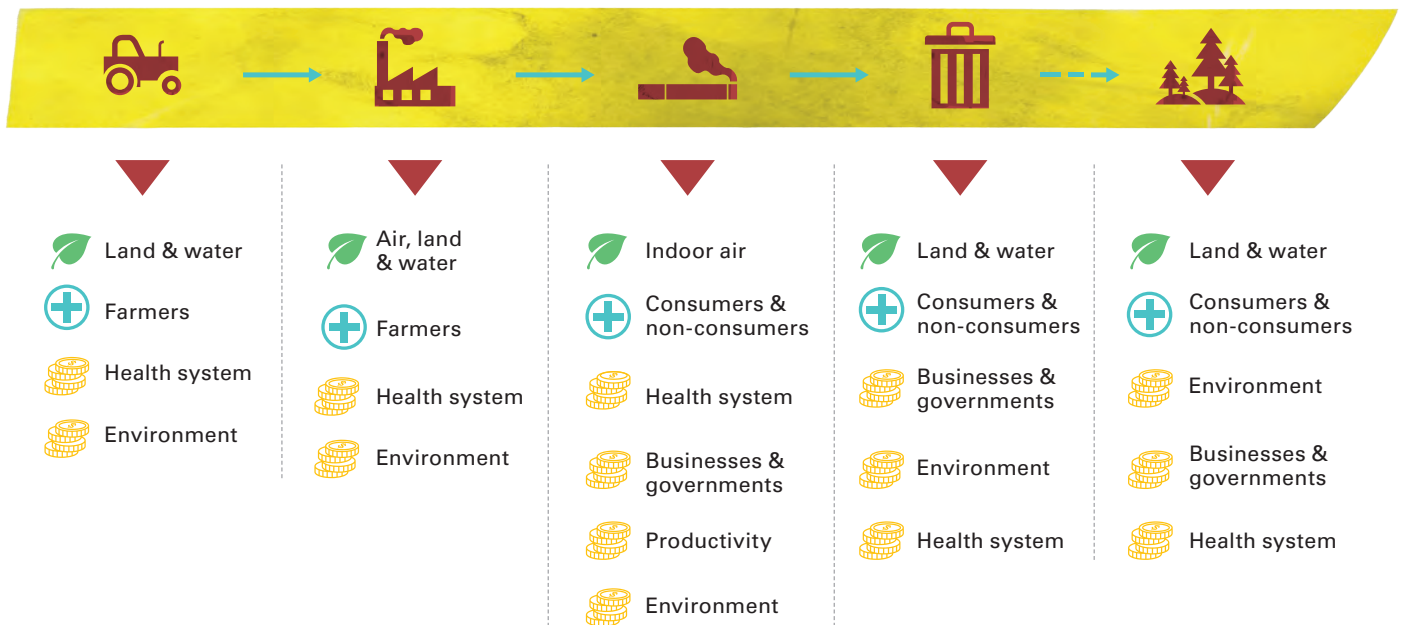 Land & water
Farmers
Health system
Environment
Air, land
& water
Farmers
Health system
Environment
Indoor air
Consumers &
non-consumers
Health system
Businesses &
governments
Productivity
Environment
Land & water
Consumers &
non-consumers
Businesses &
governments
Environment
Health system
Land & water
Consumers &
non-consumers
Environment
Businesses &
governments
Health system